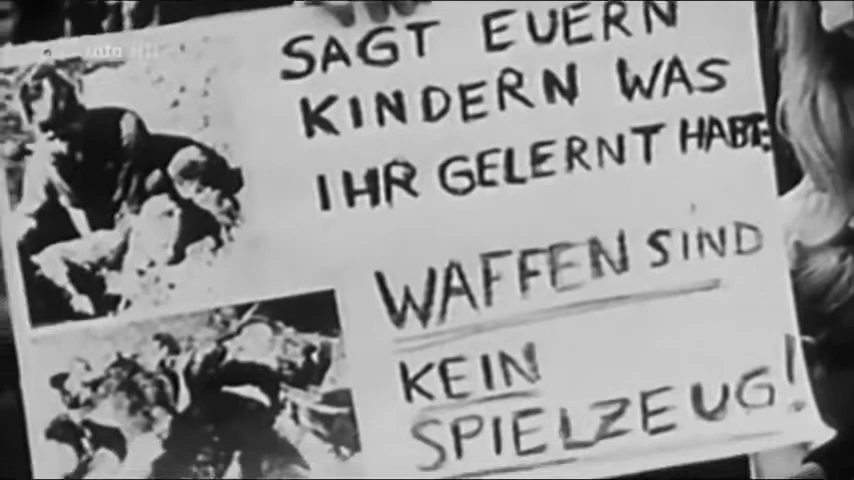 SAGT EUERN
KINDERN WAS
IHR GELERNT HABT:
WAFFEN SIND
KEIN
SPIELZEUG!